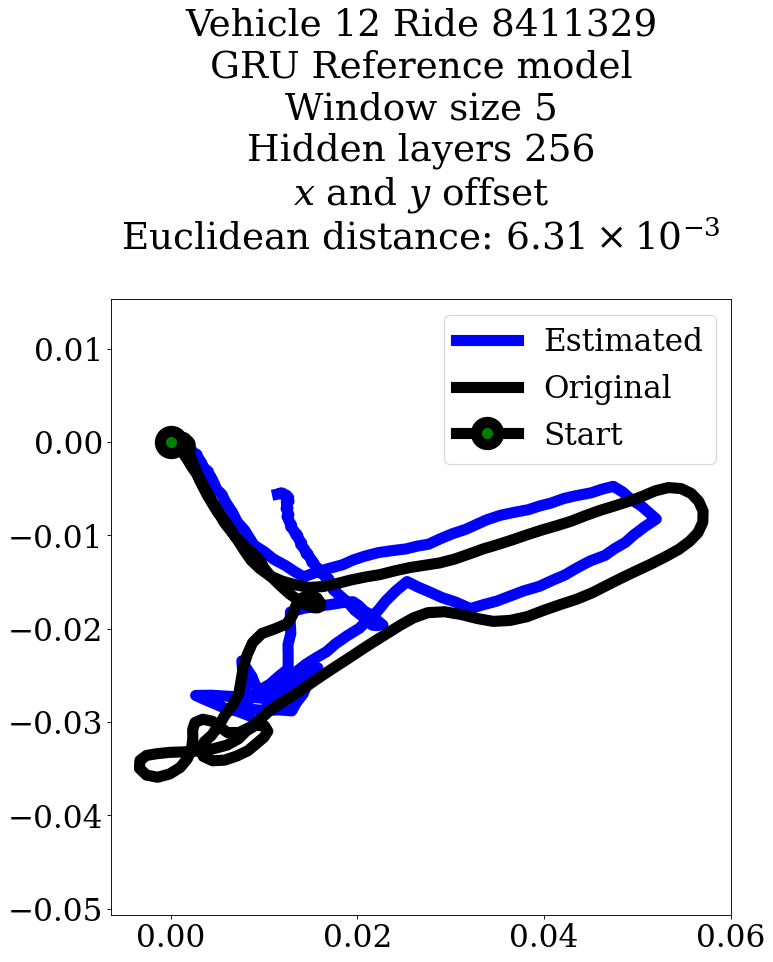 Vehicle 12 Ride 8411329
GRU Reference model
Window size 5
Hidden layers 256
x and y offset
Euclidean distance: 6.31 × 10⁻³
Estimated
Original
Start
0.01
0.00
−0.01
−0.02
−0.03
−0.04
−0.05
0.00 0.02 0.04 0.06